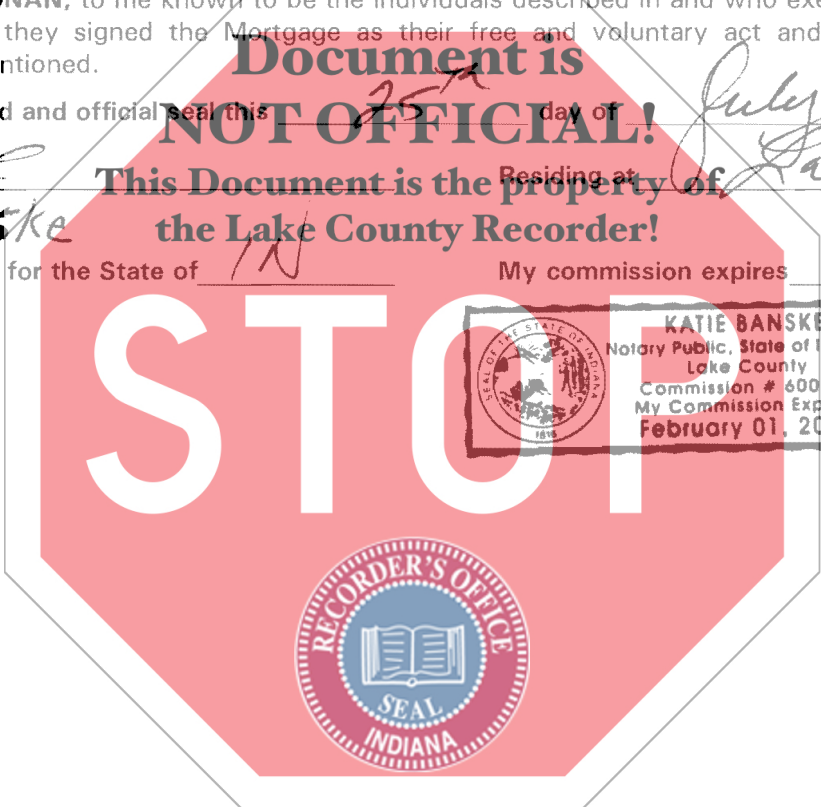 NAN, to me known to be the individuals described in and who exe
they signed the Mortgage as their free and voluntary act and
ntioned.
Document is
d and official seal this 25th day of July
NOT OFFICIAL!
This Document is the property of
Residing at La
the Lake County Recorder!
ke
for the State of IN My commission expires
STOP
SEAL OF THE STATE OF INDIANA
1816
KATIE BANSKE
Notary Public, State of I
Lake County
Commission # 600
My Commission Exp
February 01, 20
RECORDER'S OFFICE
SEAL
INDIANA